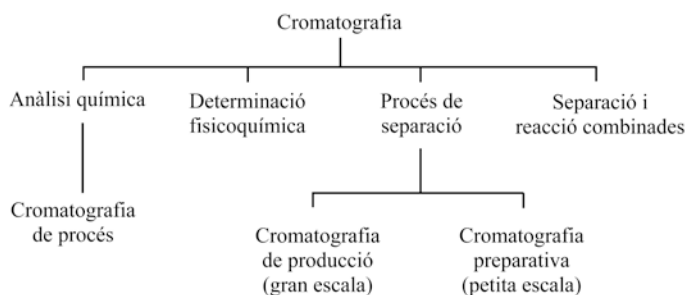 Cromatografia
Anàlisi química
Determinació
fisicoquímica
Procés de
separació
Separació i
reacció combinades
Cromatografia
de procés
Cromatografia
de producció
(gran escala)
Cromatografia
preparativa
(petita escala)